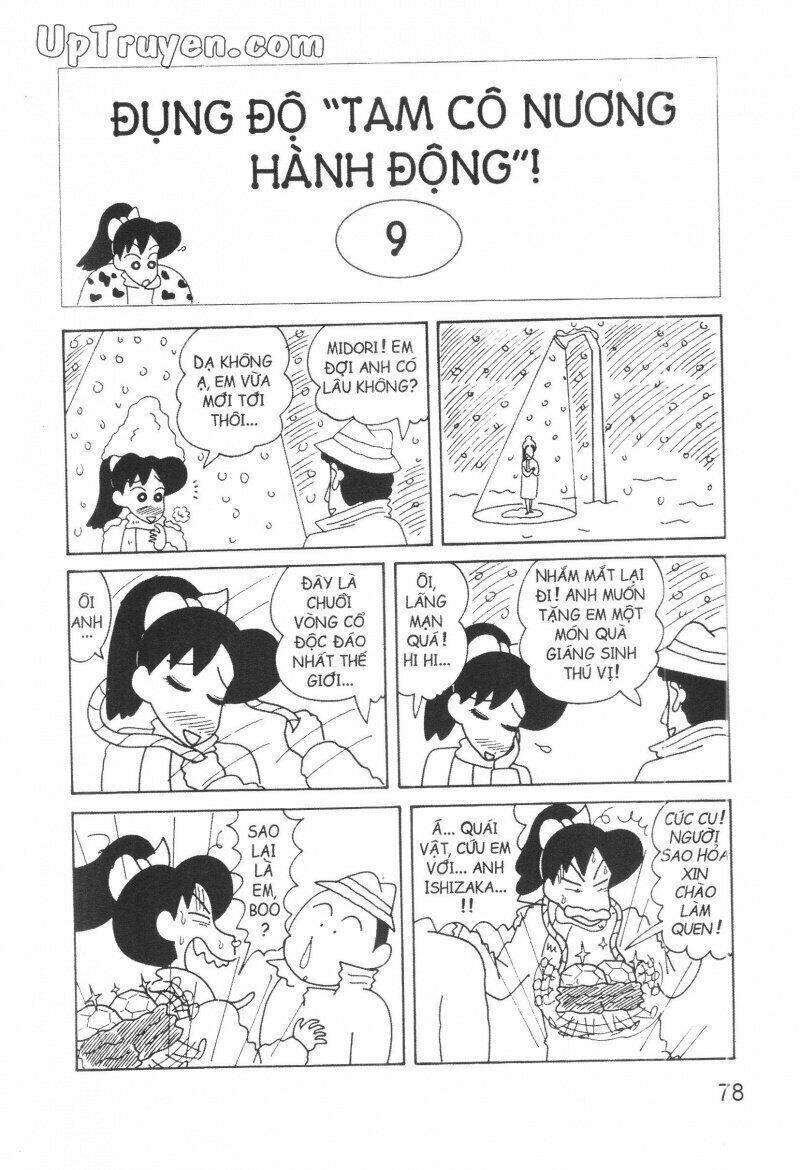 UpTruyen.com
ĐỤNG ĐỘ "TAM CÔ NƯƠNG
HÀNH ĐỘNG"!
9
MIDORI! EM
ĐỢI ANH CÓ
LÂU KHÔNG?
DẠ KHÔNG
Ạ, EM VỪA
MỚI TỚI
THÔI...
NHẮM MẮT LẠI
ĐI! ANH MUỐN
TẶNG EM MỘT
MÓN QUÀ
GIÁNG SINH
THÚ VỊ!
ÔI,
LÃNG
MẠN
QUÁ!
HI HI...
ĐÂY LÀ
CHUỖI
VÒNG CỔ
ĐỘC ĐÁO
NHẤT THẾ
GIỚI...
ÔI
ANH
...
CÚC CU!
NGƯỜI
SAO HỎA
XIN
CHÀO
LÀM
QUEN!
Á... QUÁI
VẬT, CỨU EM
VỚI... ANH
ISHIZAKA...
!!
SAO
LẠI
LÀ
EM,
BOO
?
78